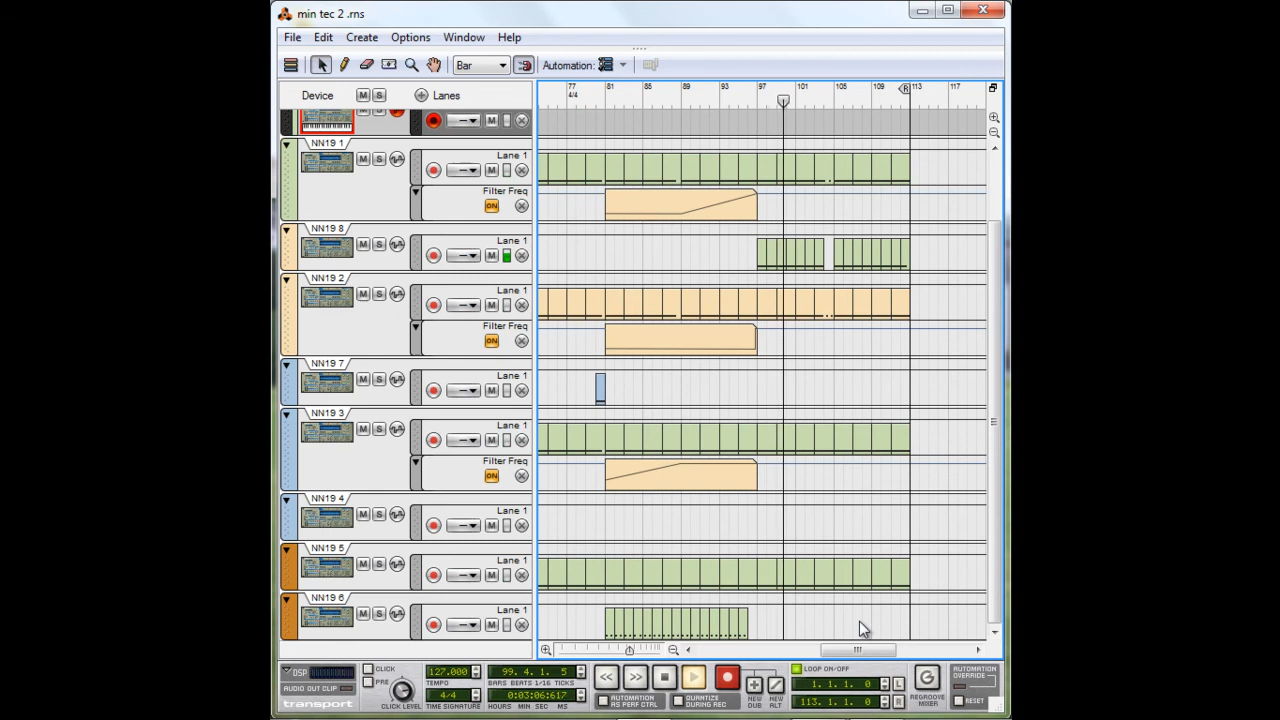 min tec 2 .rns
File Edit Create Options Window Help
Bar Automation:
Device M S Lanes
77 81 85 89 93 97 101 105 109 R 113 117
4/4
M S M
NN19 1
M S Lane 1
M
Filter Freq
ON
NN19 8
M S Lane 1
M
NN19 2
M S Lane 1
M
Filter Freq
ON
NN19 7
M S Lane 1
M
NN19 3
M S Lane 1
M
Filter Freq
ON
NN19 4
M S Lane 1
M
NN19 5
M S Lane 1
M
NN19 6
M S Lane 1
M
DSP
AUDIO OUT CLIP
transport
CLICK
PRE
CLICK LEVEL
127.000
TEMPO
4/4
TIME SIGNATURE
99. 4. 1. 5
BARS BEATS 1/16 TICKS
0:03:06:617
HOURS MIN SEC MS
AUTOMATION AS PERF CTRL
QUANTIZE DURING REC
NEW DUB
NEW ALT
LOOP ON/OFF
1. 1. 1. 0 L
113. 1. 1. 0 R
REGROOVE MIXER
AUTOMATION OVERRIDE
RESET